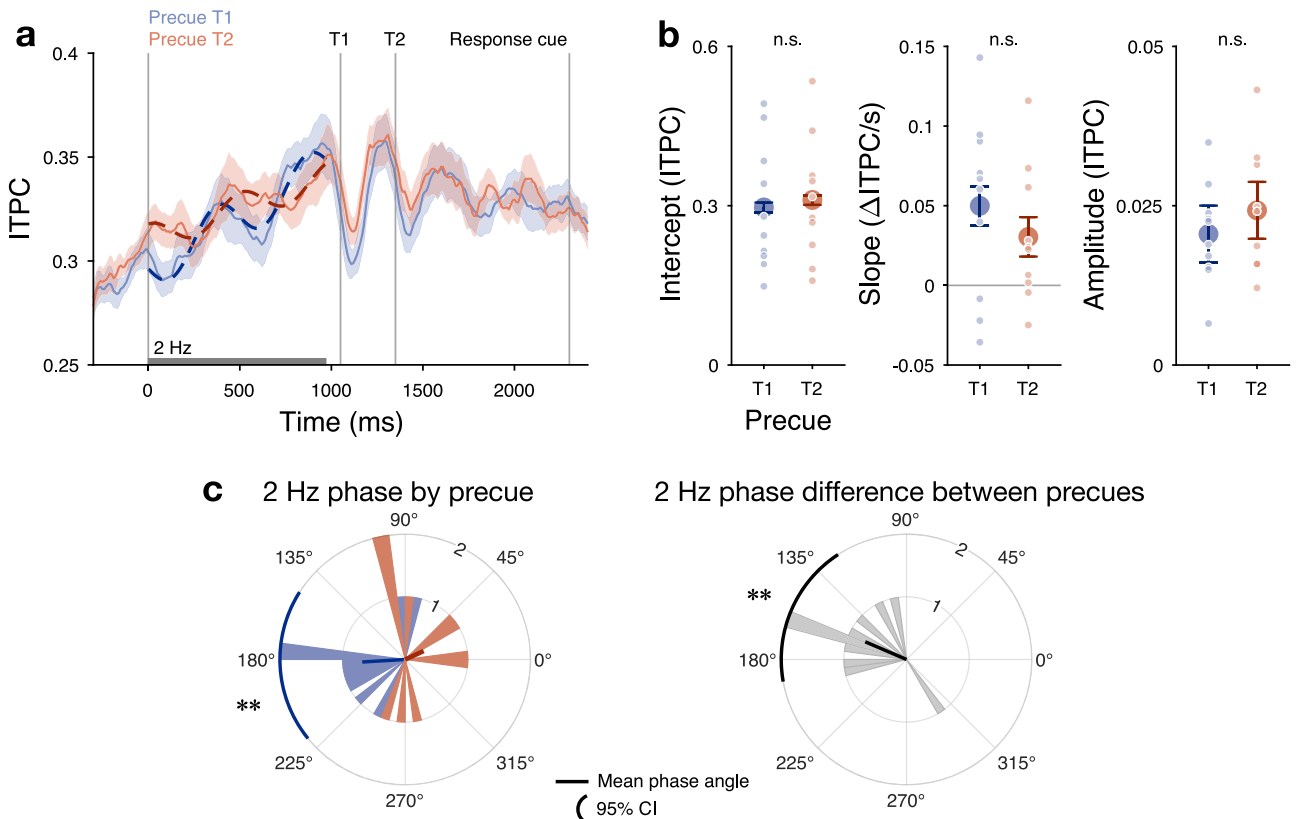 a
Precue T1
Precue T2
T1
T2
Response cue
0.4
0.35
0.3
0.25
ITPC
2 Hz
0
500
1000
1500
2000
Time (ms)
b
n.s.
0.6
0.3
0
Intercept (ITPC)
T1
T2
Precue
n.s.
0.15
0.1
0.05
0
-0.05
Slope (ΔITPC/s)
T1
T2
n.s.
0.05
0.025
0
Amplitude (ITPC)
T1
T2
c
2 Hz phase by precue
90°
135°
45°
2
1
180°
0°
**
225°
315°
270°
2 Hz phase difference between precues
90°
135°
45°
2
1
**
180°
0°
225°
315°
270°
Mean phase angle
95% CI